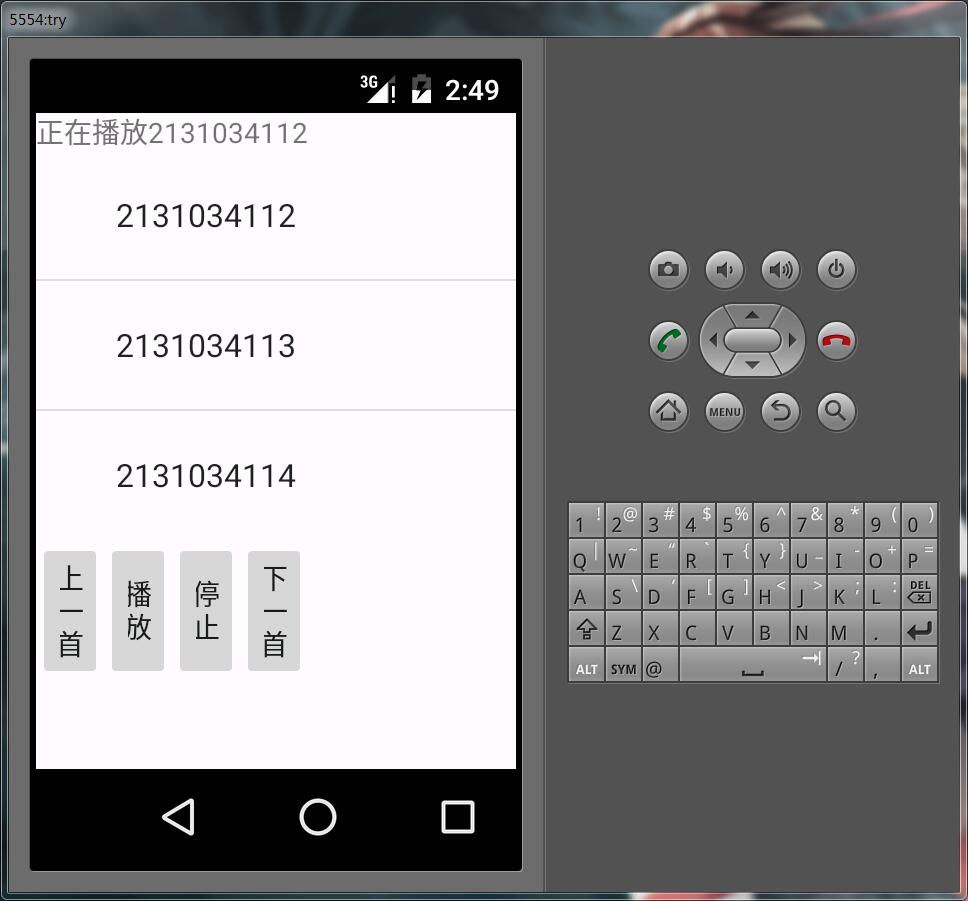 5554:try
3G ! 2:49
正在播放2131034112
2131034112
2131034113
2131034114
上一首 播放 停止 下一首
MENU
1 ! 2 @ 3 # 4 $ 5 % 6 ^ 7 & 8 * 9 ( 0 )
Q | W ~ E “ R ` T { Y } U _ I - O + P =
A S \ D ‘ F [ G ] H < J > K ; L : DEL
Z X C V B N M .
ALT SYM @ / ? , ALT